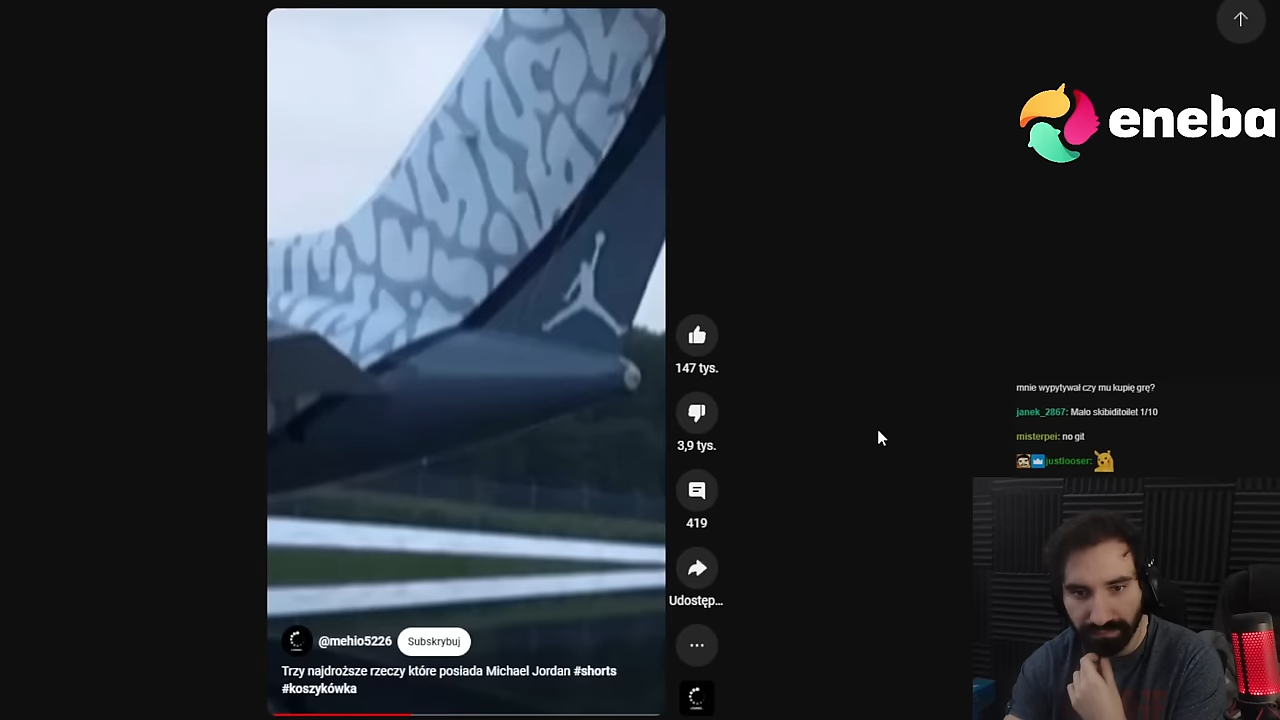 eneba
147 tys.
3,9 tys.
419
Udostęp...
mnie wypytywał czy mu kupię grę?
janek_2867: Mało skibiditoilet 1/10
misterpei: no git
justlooser:
@mehio5226
Subskrybuj
Trzy najdroższe rzeczy które posiada Michael Jordan #shorts
#koszykówka